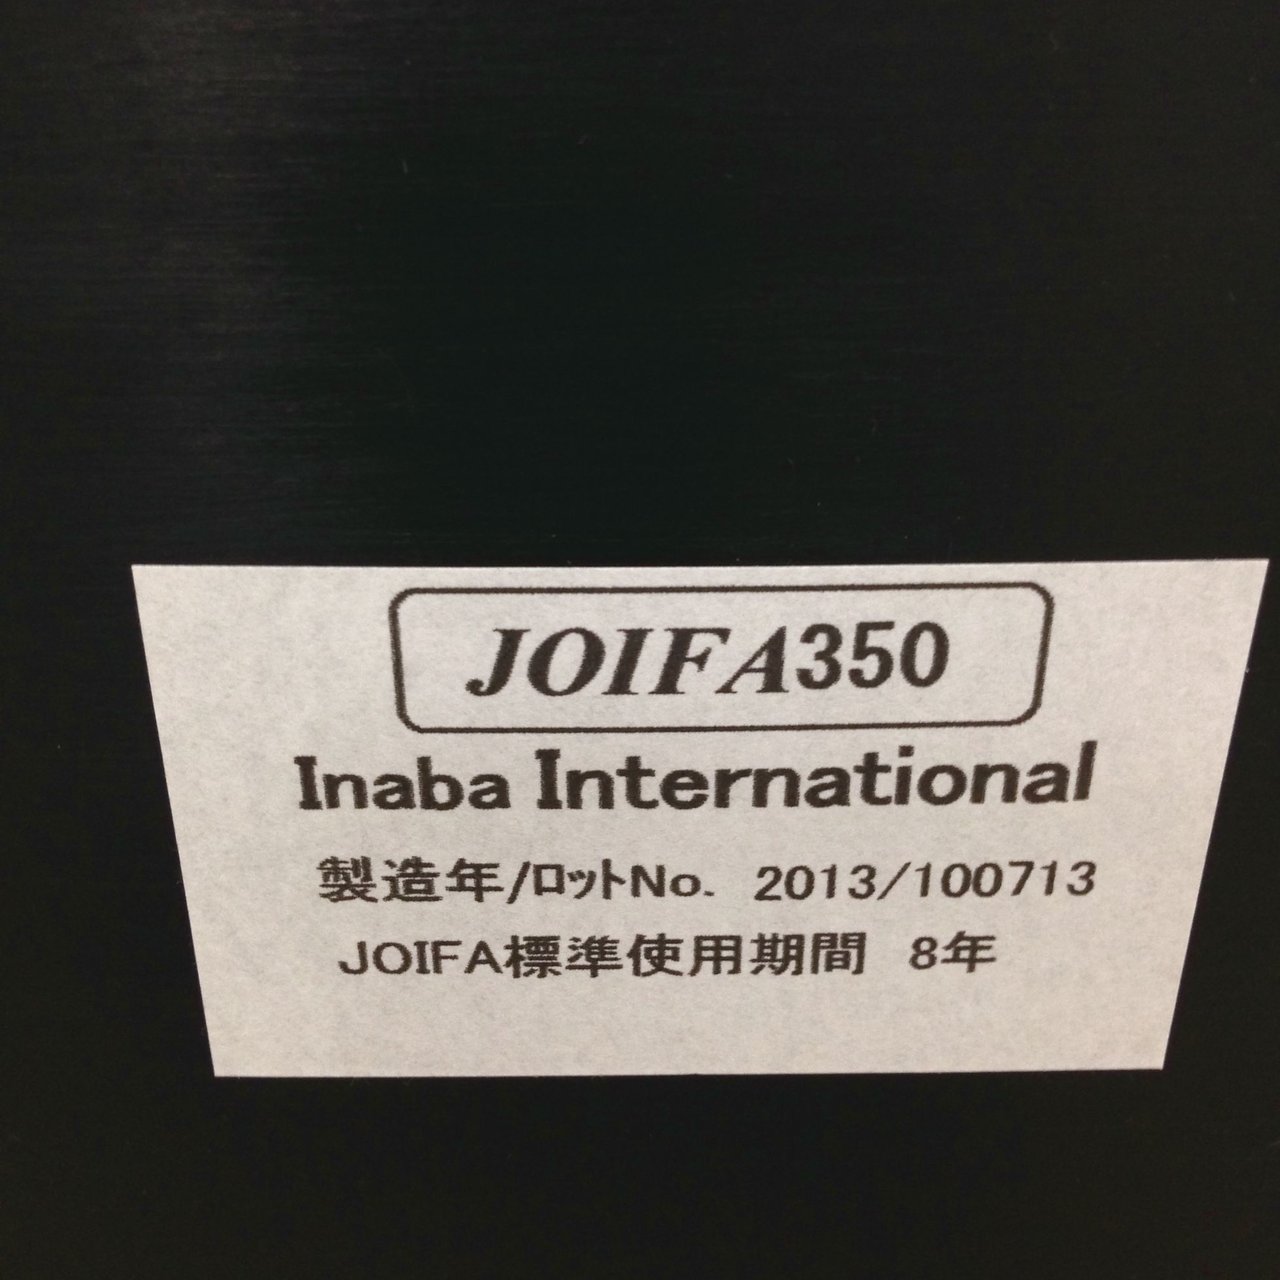 JOIFA350
Inaba International
製造年/ロットNo. 2013/100713
JOIFA標準使用期間 8年